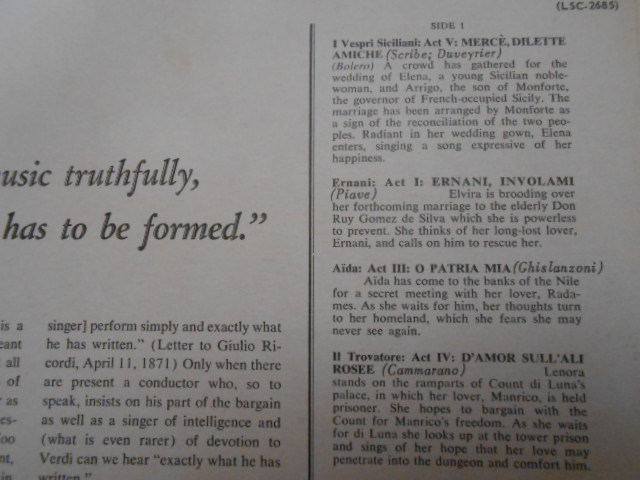 (LSC-2685)
usic truthfully,
has to be formed."
is a
eant
all
of
as
es-
oo
nt,
in
singer] perform simply and exactly what
he has written." (Letter to Giulio Ri-
cordi, April 11, 1871) Only when there
are present a conductor who, so to
speak, insists on his part of the bargain
as well as a singer of intelligence and
(what is even rarer) of devotion to
Verdi can we hear "exactly what he has
written."
SIDE 1
I Vespri Siciliani: Act V: MERCÈ, DILETTE
AMICHE (Scribe; Duveyrier)
(Bolero) A crowd has gathered for the
wedding of Elena, a young Sicilian noble-
woman, and Arrigo, the son of Monforte,
the governor of French-occupied Sicily. The
marriage has been arranged by Monforte as
a sign of the reconciliation of the two peo-
ples. Radiant in her wedding gown, Elena
enters, singing a song expressive of her
happiness.
Ernani: Act I: ERNANI, INVOLAMI
(Piave) Elvira is brooding over
her forthcoming marriage to the elderly Don
Ruy Gomez de Silva which she is powerless
to prevent. She thinks of her long-lost lover,
Ernani, and calls on him to rescue her.
Aïda: Act III: O PATRIA MIA (Ghislanzoni)
Aïda has come to the banks of the Nile
for a secret meeting with her lover, Rada-
mes. As she waits for him, her thoughts turn
to her homeland, which she fears she may
never see again.
Il Trovatore: Act IV: D'AMOR SULL'ALI
ROSEE (Cammarano) Lenora
stands on the ramparts of Count di Luna's
palace, in which her lover, Manrico, is held
prisoner. She hopes to bargain with the
Count for Manrico's freedom. As she waits
for di Luna she looks up at the tower prison
and sings of her hope that her love may
penetrate into the dungeon and comfort him.